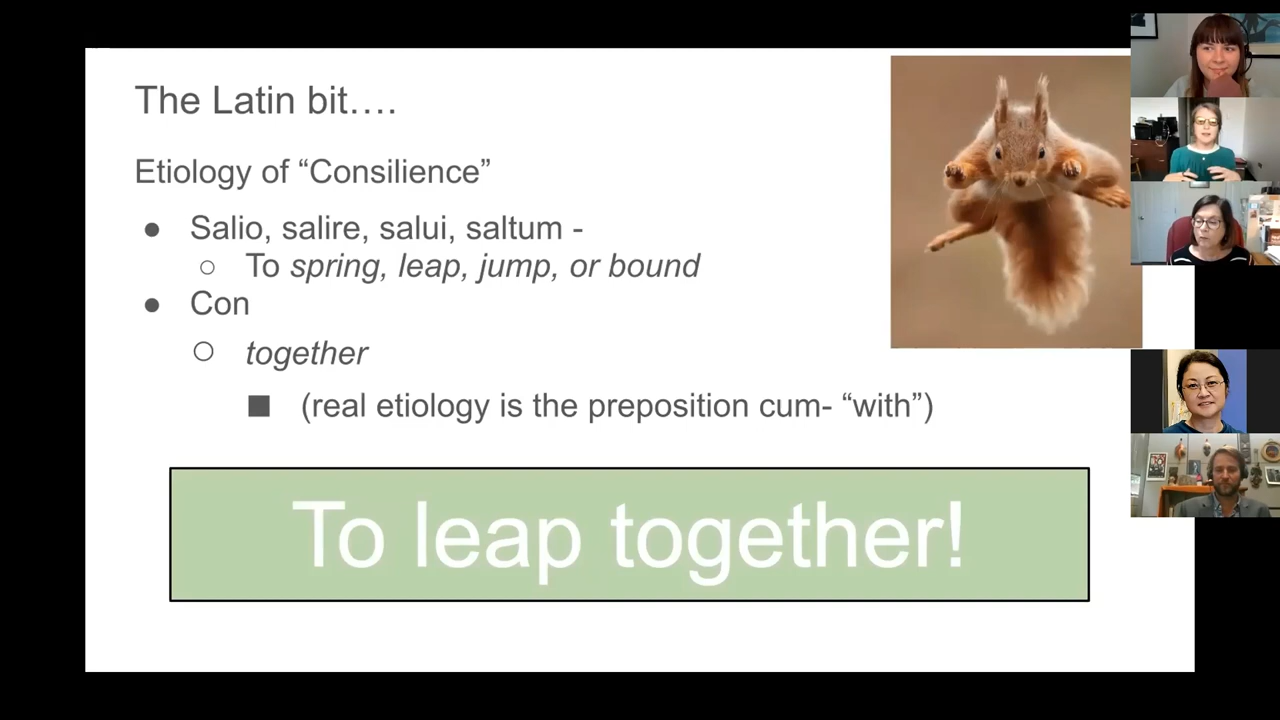 The Latin bit….
Etiology of “Consilience”
● Salio, salire, salui, saltum -
○ To spring, leap, jump, or bound
● Con
○ together
■ (real etiology is the preposition cum- “with”)
To leap together!